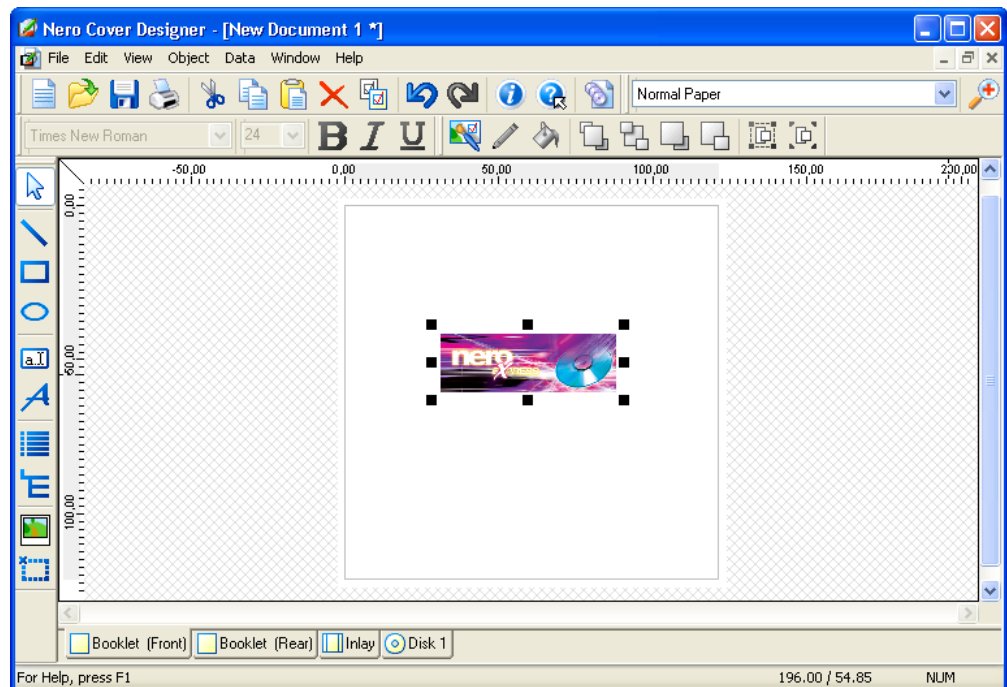 Nero Cover Designer - [New Document 1 *]
File Edit View Object Data Window Help
Normal Paper
Times New Roman 24 B I U
-50,00 0,00 50,00 100,00 150,00 200,00
0,00
a.I
50,00
nero
A
100,00
Booklet (Front) Booklet (Rear) Inlay Disk 1
For Help, press F1 196.00 / 54.85 NUM